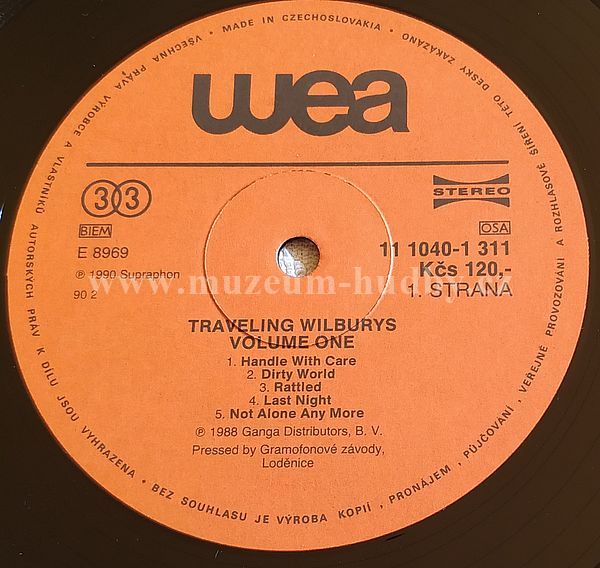 MADE IN CZECHOSLOVAKIA • VŠECHNA PRÁVA VÝROBCE A VLASTNÍKŮ AUTORSKÝCH PRÁV K DÍLU JSOU VYHRAZENA • BEZ SOUHLASU JE VÝROBA KOPIÍ, PRONÁJEM, PŮJČOVÁNÍ, VEŘEJNÉ PROVOZOVÁNÍ A ROZHLASOVÉ ŠÍŘENÍ TÉTO DESKY ZAKÁZÁNO •
wea
33
STEREO
BIEM
OSA
E 8969
11 1040-1 311
℗ 1990 Supraphon
Kčs 120,-
90 2
1. STRANA
TRAVELING WILBURYS
VOLUME ONE
1. Handle With Care
2. Dirty World
3. Rattled
4. Last Night
5. Not Alone Any More
℗ 1988 Ganga Distributors, B. V.
Pressed by Gramofonové závody,
Loděnice